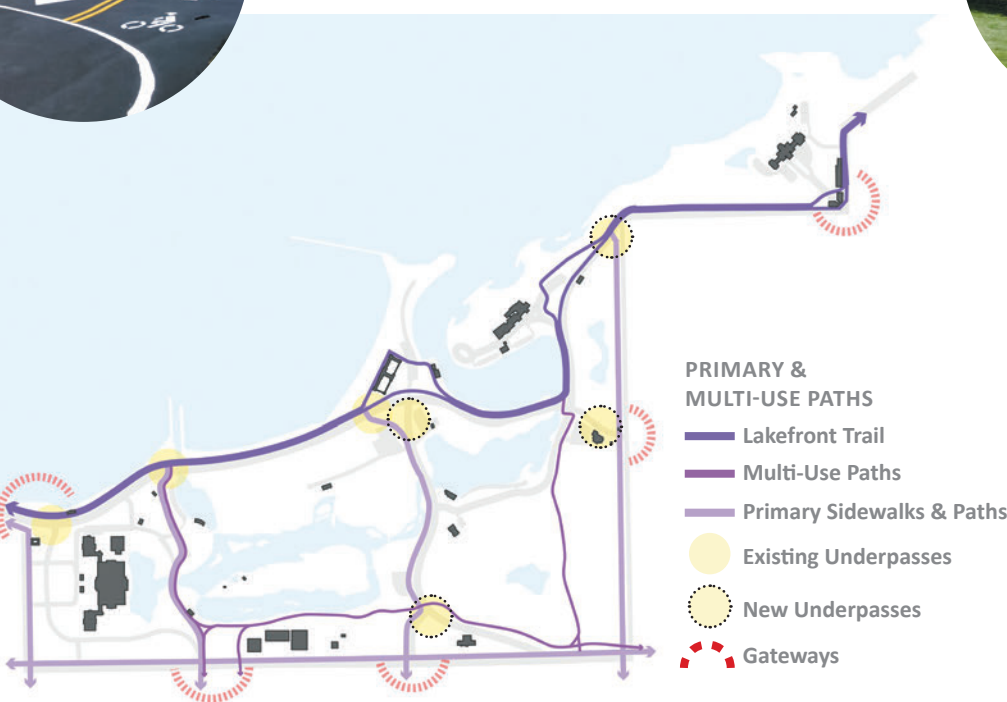 PRIMARY &
MULTI-USE PATHS
Lakefront Trail
Multi-Use Paths
Primary Sidewalks & Paths
Existing Underpasses
New Underpasses
Gateways